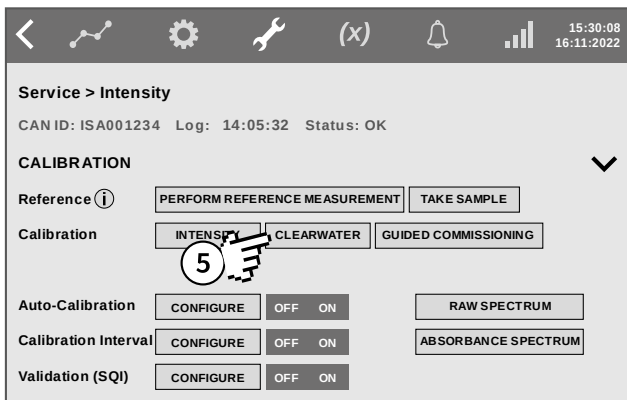 (x)
15:30:08
16:11:2022
Service > Intensity
CAN ID: ISA001234 Log: 14:05:32 Status: OK
CALIBRATION
Reference i PERFORM REFERENCE MEASUREMENT TAKE SAMPLE
Calibration INTENSITY CLEARWATER GUIDED COMMISSIONING
5
Auto-Calibration CONFIGURE OFF ON RAW SPECTRUM
Calibration Interval CONFIGURE OFF ON ABSORBANCE SPECTRUM
Validation (SQI) CONFIGURE OFF ON